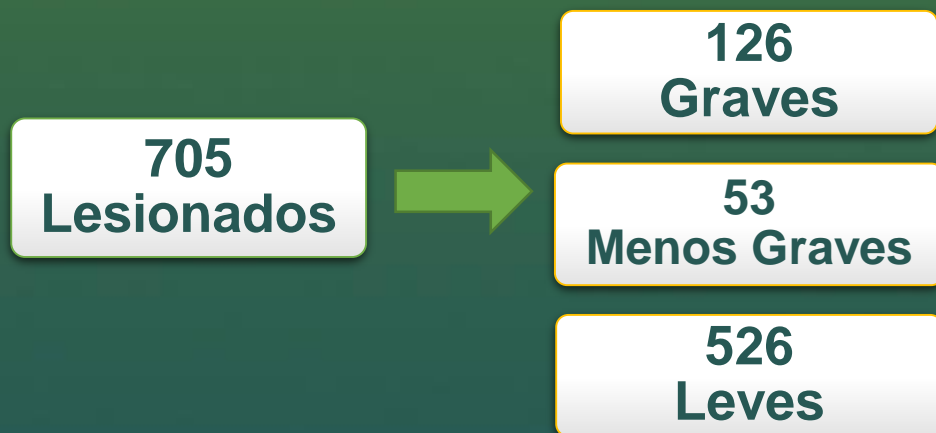 705
Lesionados
126
Graves
53
Menos Graves
526
Leves